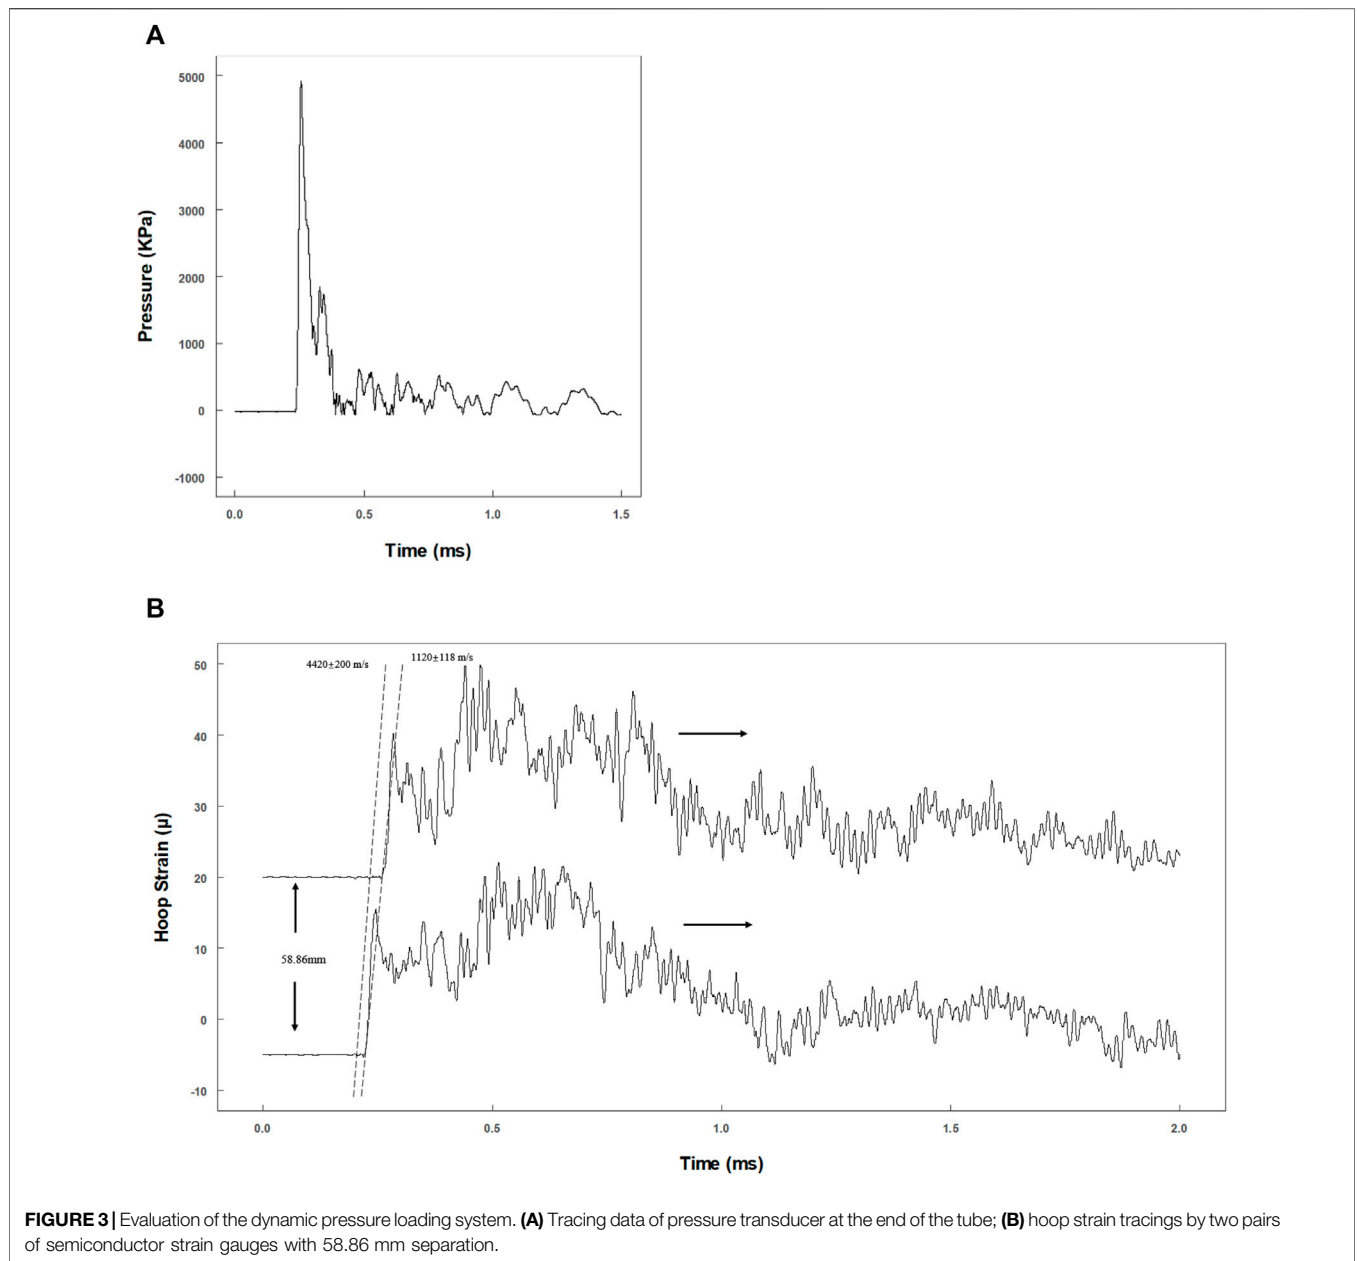 A
5000
4000
3000
2000
1000
0
-1000
Pressure (KPa)
0.0 0.5 1.0 1.5
Time (ms)
B
4420±200 m/s 1120±118 m/s
50
40
30
20
10
0
-10
Hoop Strain (µ)
58.86mm
0.0 0.5 1.0 1.5 2.0
Time (ms)
FIGURE 3 | Evaluation of the dynamic pressure loading system. (A) Tracing data of pressure transducer at the end of the tube; (B) hoop strain tracings by two pairs
of semiconductor strain gauges with 58.86 mm separation.